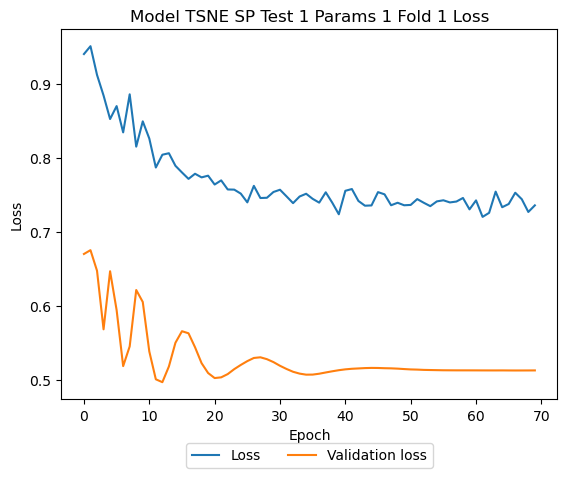 Model TSNE SP Test 1 Params 1 Fold 1 Loss
0.9
0.8
0.7
0.6
0.5
Loss
0 10 20 30 40 50 60 70
Epoch
Loss Validation loss